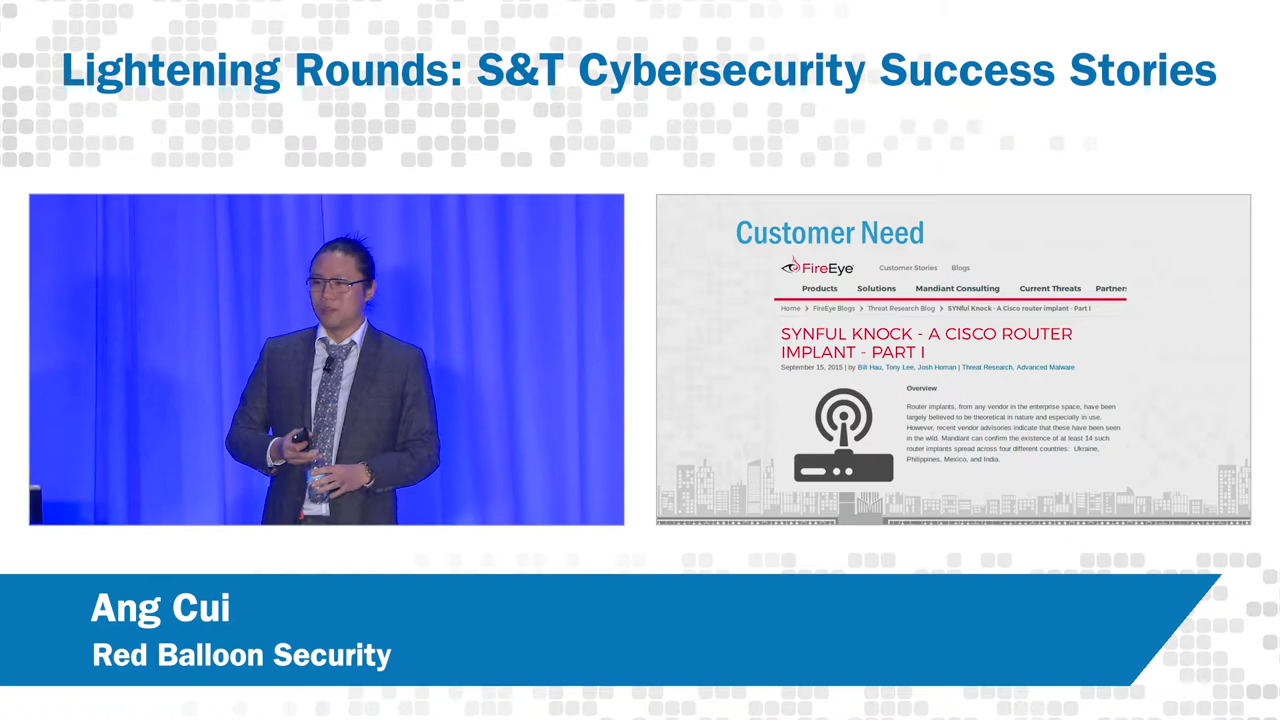 Lightening Rounds: S&T Cybersecurity Success Stories
Customer Need
FireEye
Customer Stories Blogs
Products Solutions Mandiant Consulting Current Threats Partners
Home > FireEye Blogs > Threat Research Blog > SYNful Knock - A Cisco router implant - Part I
SYNFUL KNOCK - A CISCO ROUTER
IMPLANT - PART I
September 15, 2015 | by Bill Hau, Tony Lee, Josh Homan | Threat Research, Advanced Malware
Overview
Router implants, from any vendor in the enterprise space, have been
largely believed to be theoretical in nature and especially in use.
However, recent vendor advisories indicate that these have been seen
in the wild. Mandiant can confirm the existence of at least 14 such
router implants spread across four different countries: Ukraine,
Philippines, Mexico, and India.
Ang Cui
Red Balloon Security